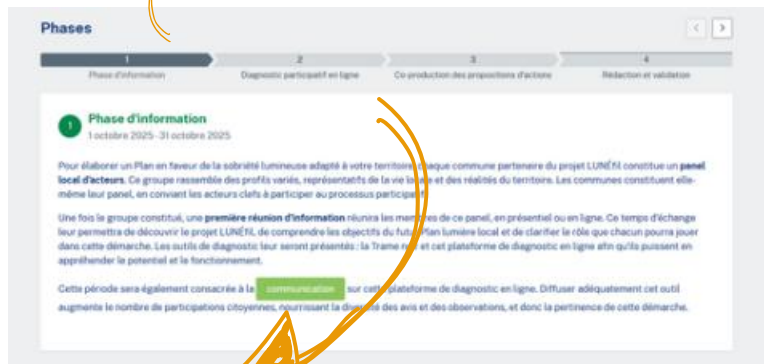 Phases
1 2 3 4
Phase d'information Diagnostic participatif en ligne Co-production des propositions d'actions Rédaction et validation
1 Phase d'information
1 octobre 2025 - 31 octobre 2025
Pour élaborer un Plan en faveur de la sobriété lumineuse adapté à votre territoire, chaque commune partenaire du projet LUNÉfil constitue un panel
local d'acteurs. Ce groupe rassemble des profils variés, représentatifs de la vie locale et des réalités du territoire. Les communes constituent elle-
même leur panel, en conviant les acteurs clefs à participer au processus participatif.
Une fois le groupe constitué, une première réunion d'information réunira les membres de ce panel, en présentiel ou en ligne. Ce temps d'échange
leur permettra de découvrir le projet LUNÉfil, de comprendre les objectifs du futur Plan lumière local et de clarifier le rôle que chacun pourra jouer
dans cette démarche. Les outils de diagnostic leur seront présentés : la Trame et cet plateforme de diagnostic en ligne afin qu'ils puissent en
appréhender le potentiel et le fonctionnement.
Cette période sera également consacrée à la communication sur cette plateforme de diagnostic en ligne. Diffuser adéquatement cet outil
augmente le nombre de participations citoyennes, nourrissant la diversité des avis et des observations, et donc la pertinence de cette démarche.